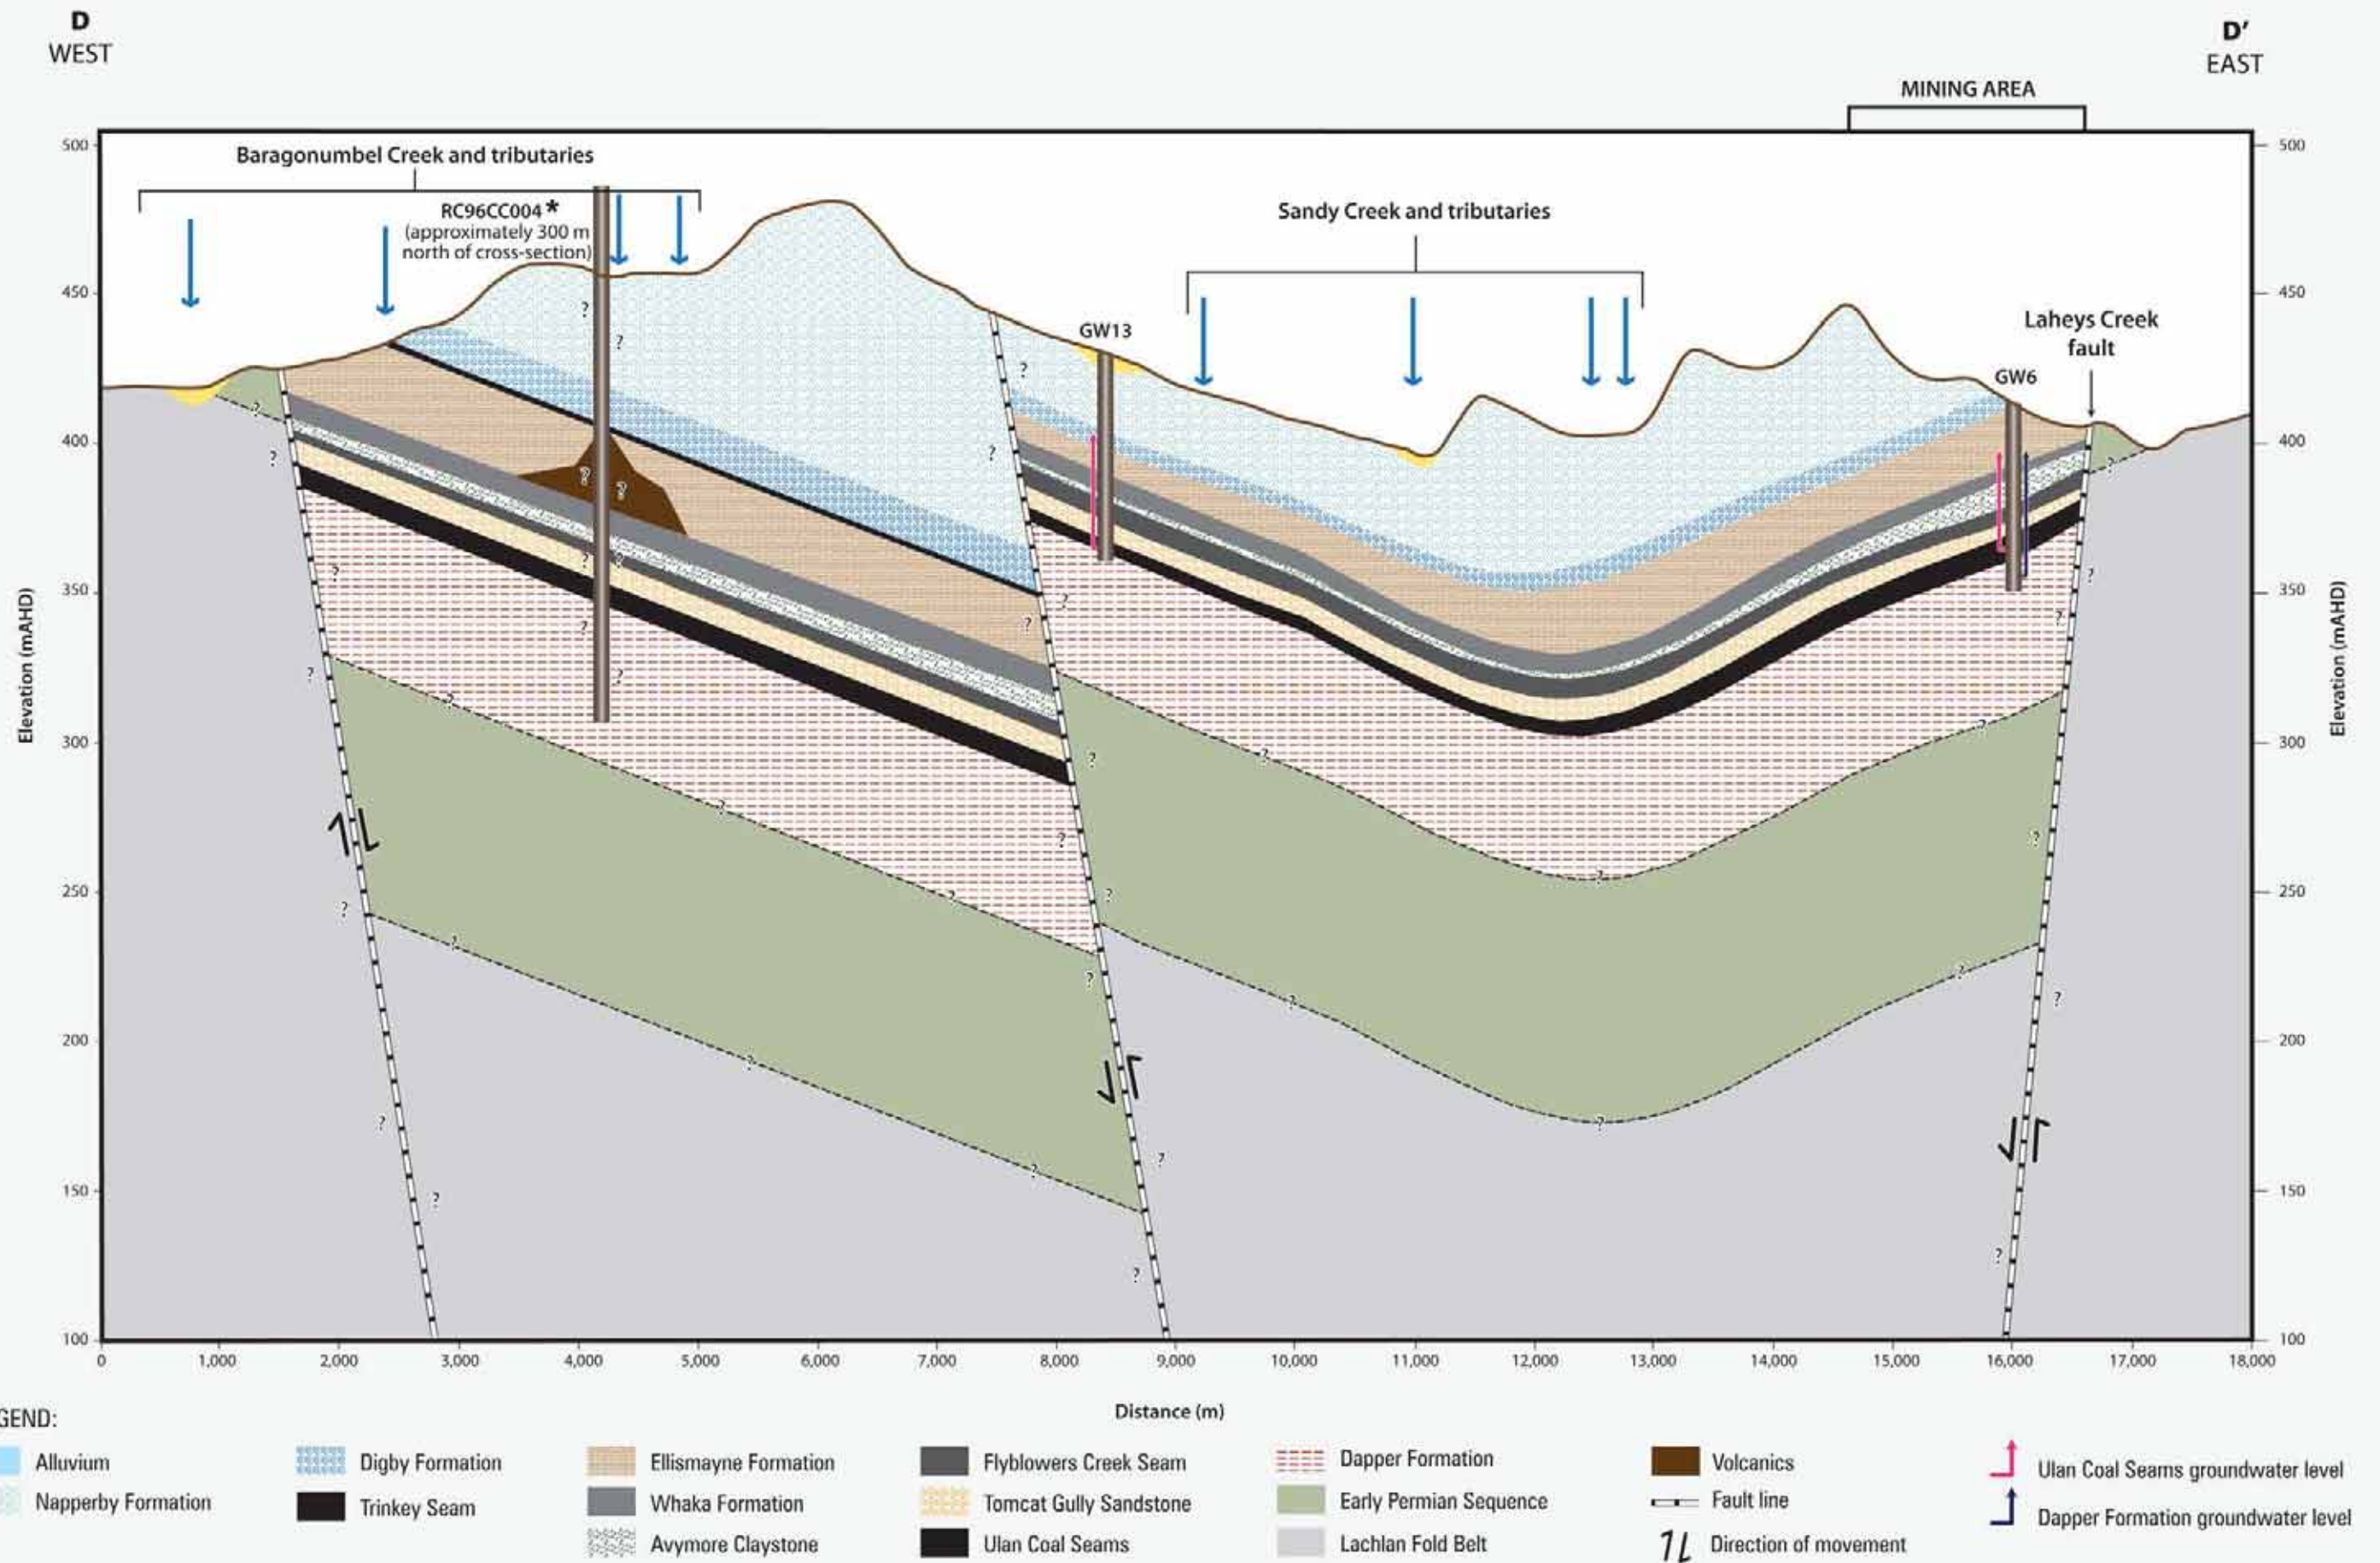 D
WEST
D’
EAST
MINING AREA
Baragonumbel Creek and tributaries
RC96CC004*
(approximately 300 m
north of cross-section)
Sandy Creek and tributaries
GW13
Laheys Creek
fault
GW6
500
450
400
350
300
250
200
150
100
Elevation (mAHD)
500
450
400
350
300
250
200
150
100
Elevation (mAHD)
0
1,000
2,000
3,000
4,000
5,000
6,000
7,000
8,000
9,000
10,000
11,000
12,000
13,000
14,000
15,000
16,000
17,000
18,000
Distance (m)
GEND:
Alluvium
Napperby Formation
Digby Formation
Trinkey Seam
Ellismayne Formation
Whaka Formation
Avymore Claystone
Flyblowers Creek Seam
Tomcat Gully Sandstone
Ulan Coal Seams
Dapper Formation
Early Permian Sequence
Lachlan Fold Belt
Volcanics
Fault line
Direction of movement
Ulan Coal Seams groundwater level
Dapper Formation groundwater level